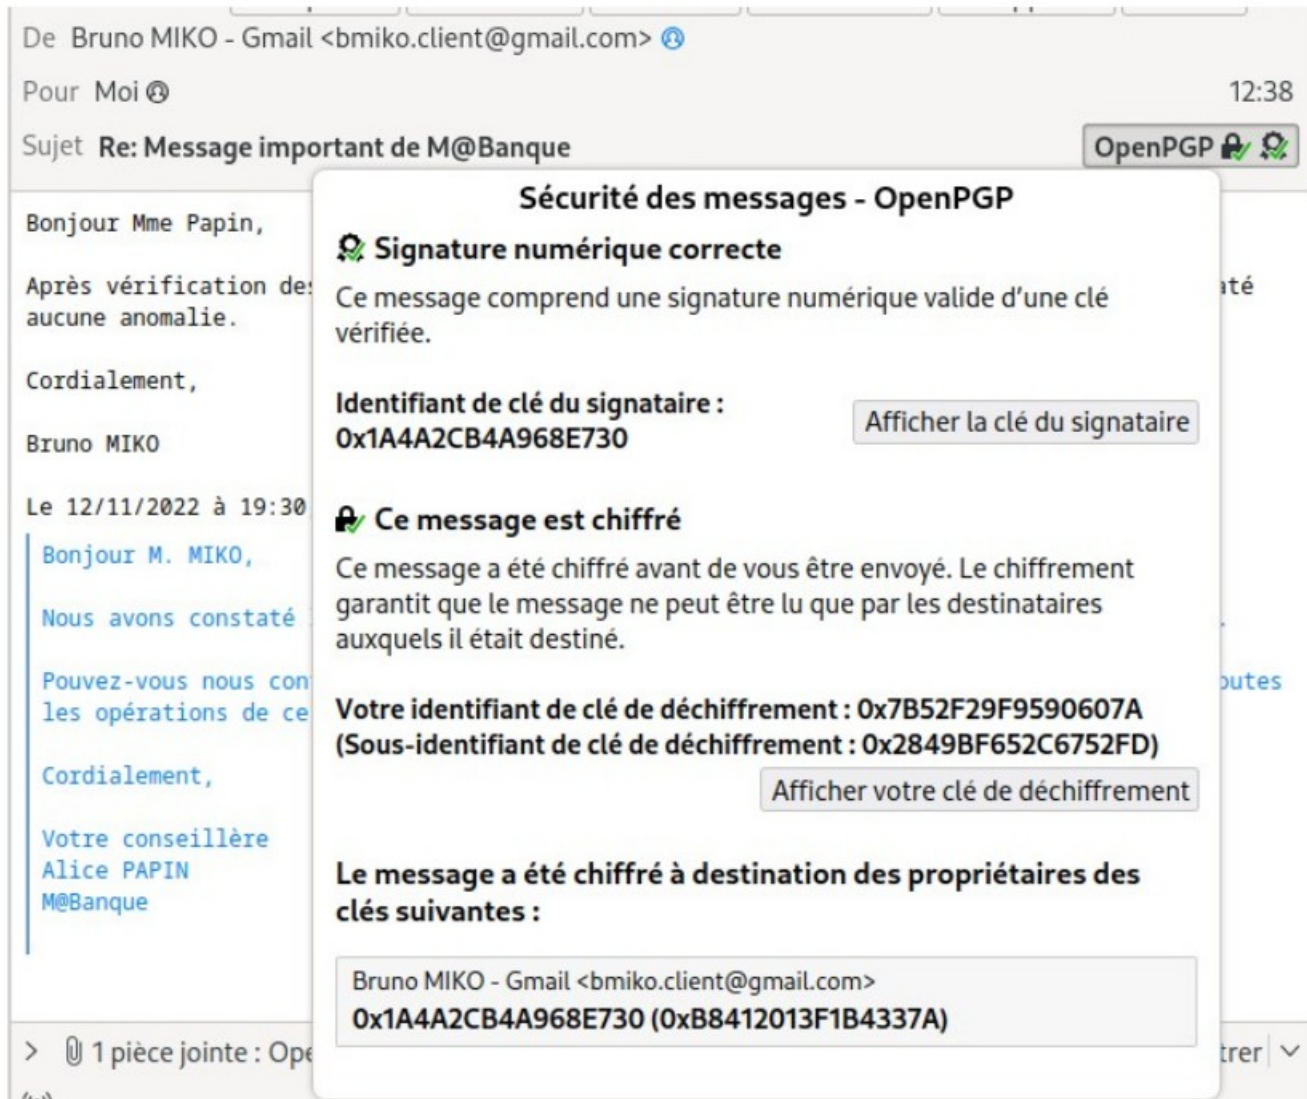 De Bruno MIKO - Gmail <bmiko.client@gmail.com>
Pour Moi
12:38
Sujet Re: Message important de M@Banque
OpenPGP
Bonjour Mme Papin,
Après vérification
aucune anomalie.
Cordialement,
Bruno MIKO
Le 12/11/2022 à 19:30
Bonjour M. MIKO,
Nous avons constaté
Pouvez-vous nous
les opérations de
Cordialement,
Votre conseillère
Alice PAPIN
M@Banque
1 pièce jointe :
Sécurité des messages - OpenPGP
Signature numérique correcte
Ce message comprend une signature numérique valide d’une clé
vérifiée.
Identifiant de clé du signataire :
0x1A4A2CB4A968E730
Afficher la clé du signataire
Ce message est chiffré
Ce message a été chiffré avant de vous être envoyé. Le chiffrement
garantit que le message ne peut être lu que par les destinataires
auxquels il était destiné.
Votre identifiant de clé de déchiffrement : 0x7B52F29F9590607A
(Sous-identifiant de clé de déchiffrement : 0x2849BF652C6752FD)
Afficher votre clé de déchiffrement
Le message a été chiffré à destination des propriétaires des
clés suivantes :
Bruno MIKO - Gmail <bmiko.client@gmail.com>
0x1A4A2CB4A968E730 (0xB8412013F1B4337A)